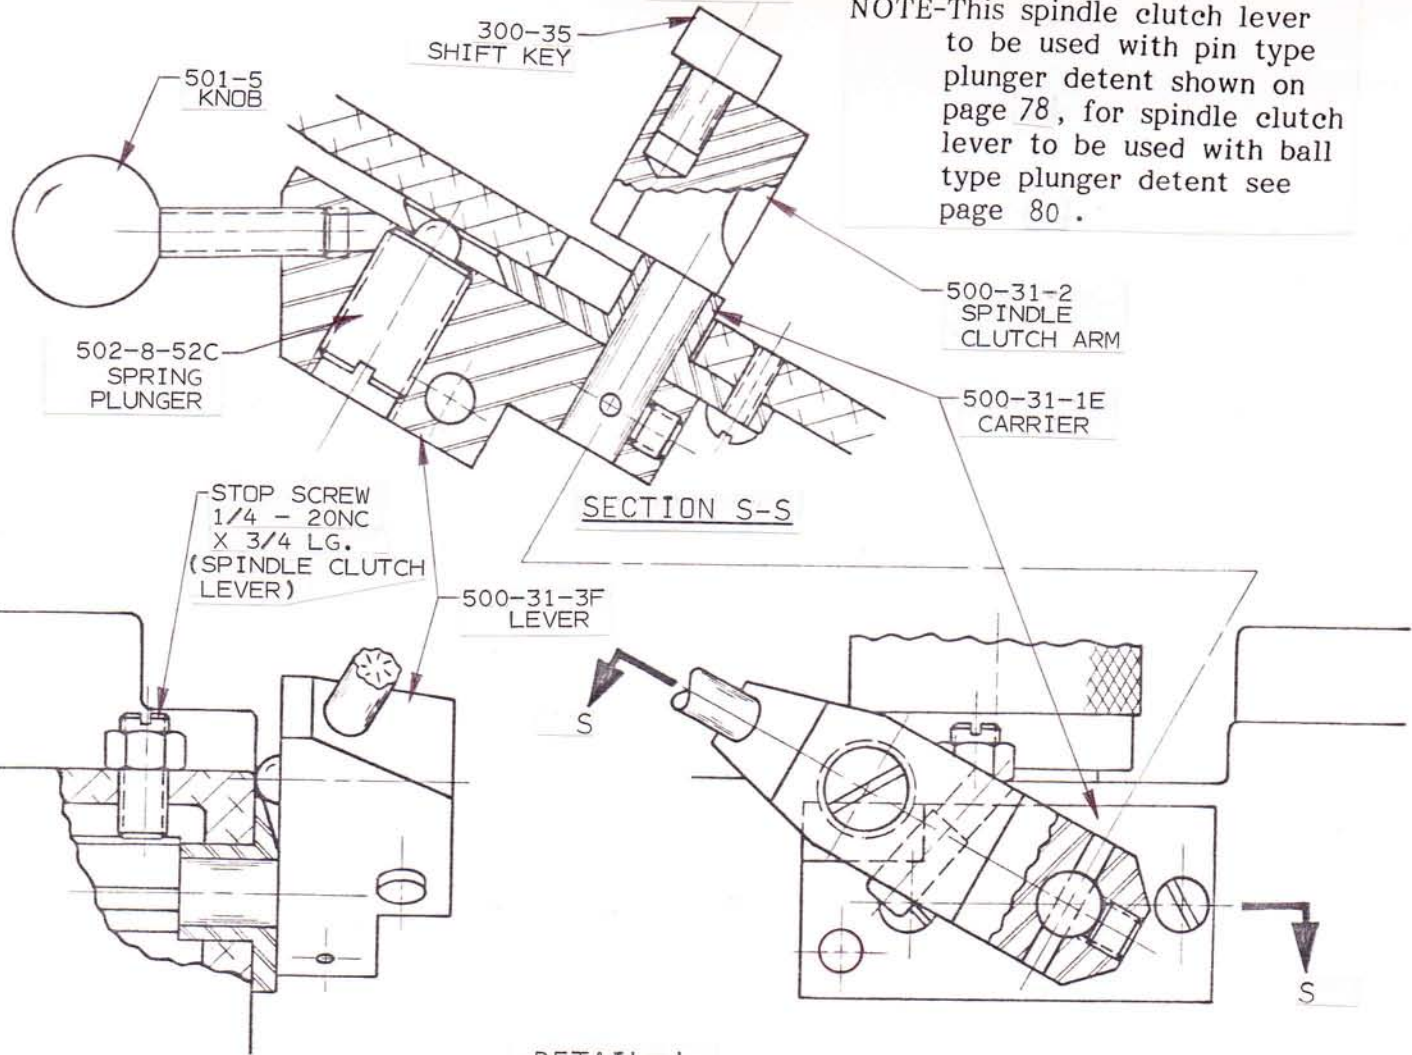 NOTE-This spindle clutch lever
to be used with pin type
plunger detent shown on
page 78, for spindle clutch
lever to be used with ball
type plunger detent see
page 80.
300-35
SHIFT KEY
501-5
KNOB
500-31-2
SPINDLE
CLUTCH ARM
502-8-52C
SPRING
PLUNGER
500-31-1E
CARRIER
SECTION S-S
STOP SCREW
1/4 - 20NC
X 3/4 LG.
(SPINDLE CLUTCH
LEVER)
500-31-3F
LEVER
S
S